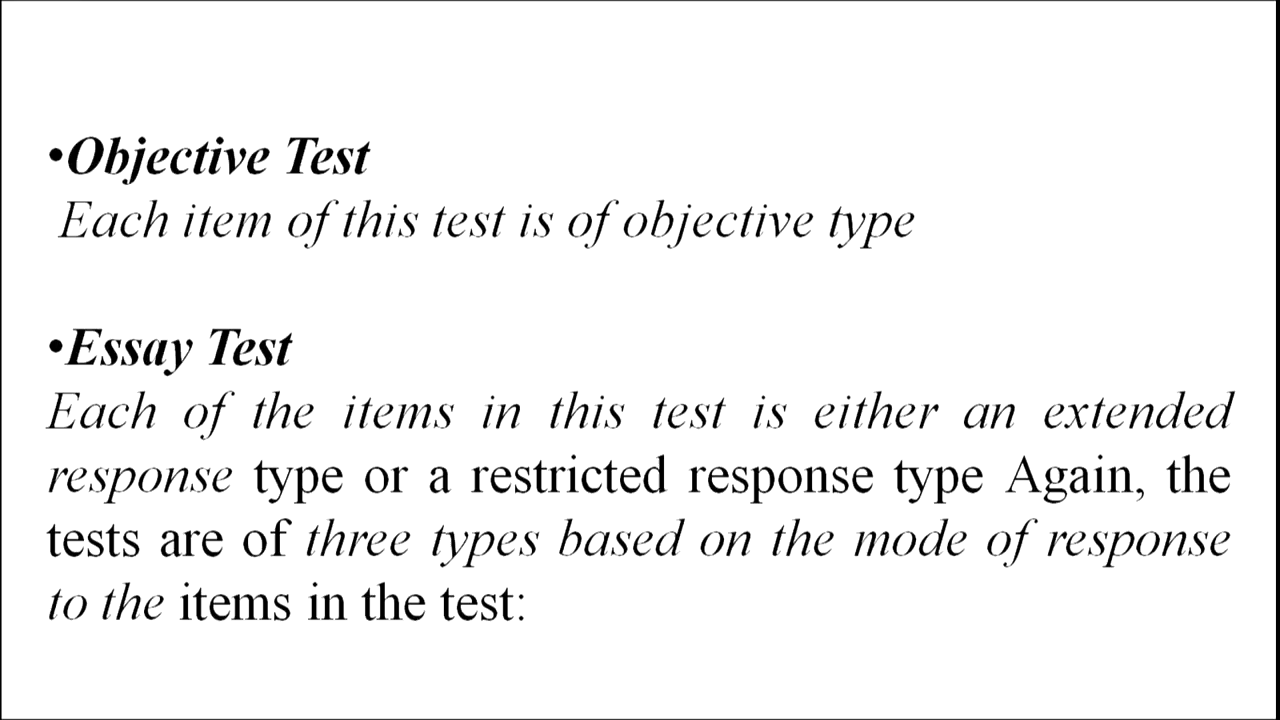 •Objective Test
Each item of this test is of objective type
•Essay Test
Each of the items in this test is either an extended
response type or a restricted response type Again, the
tests are of three types based on the mode of response
to the items in the test: